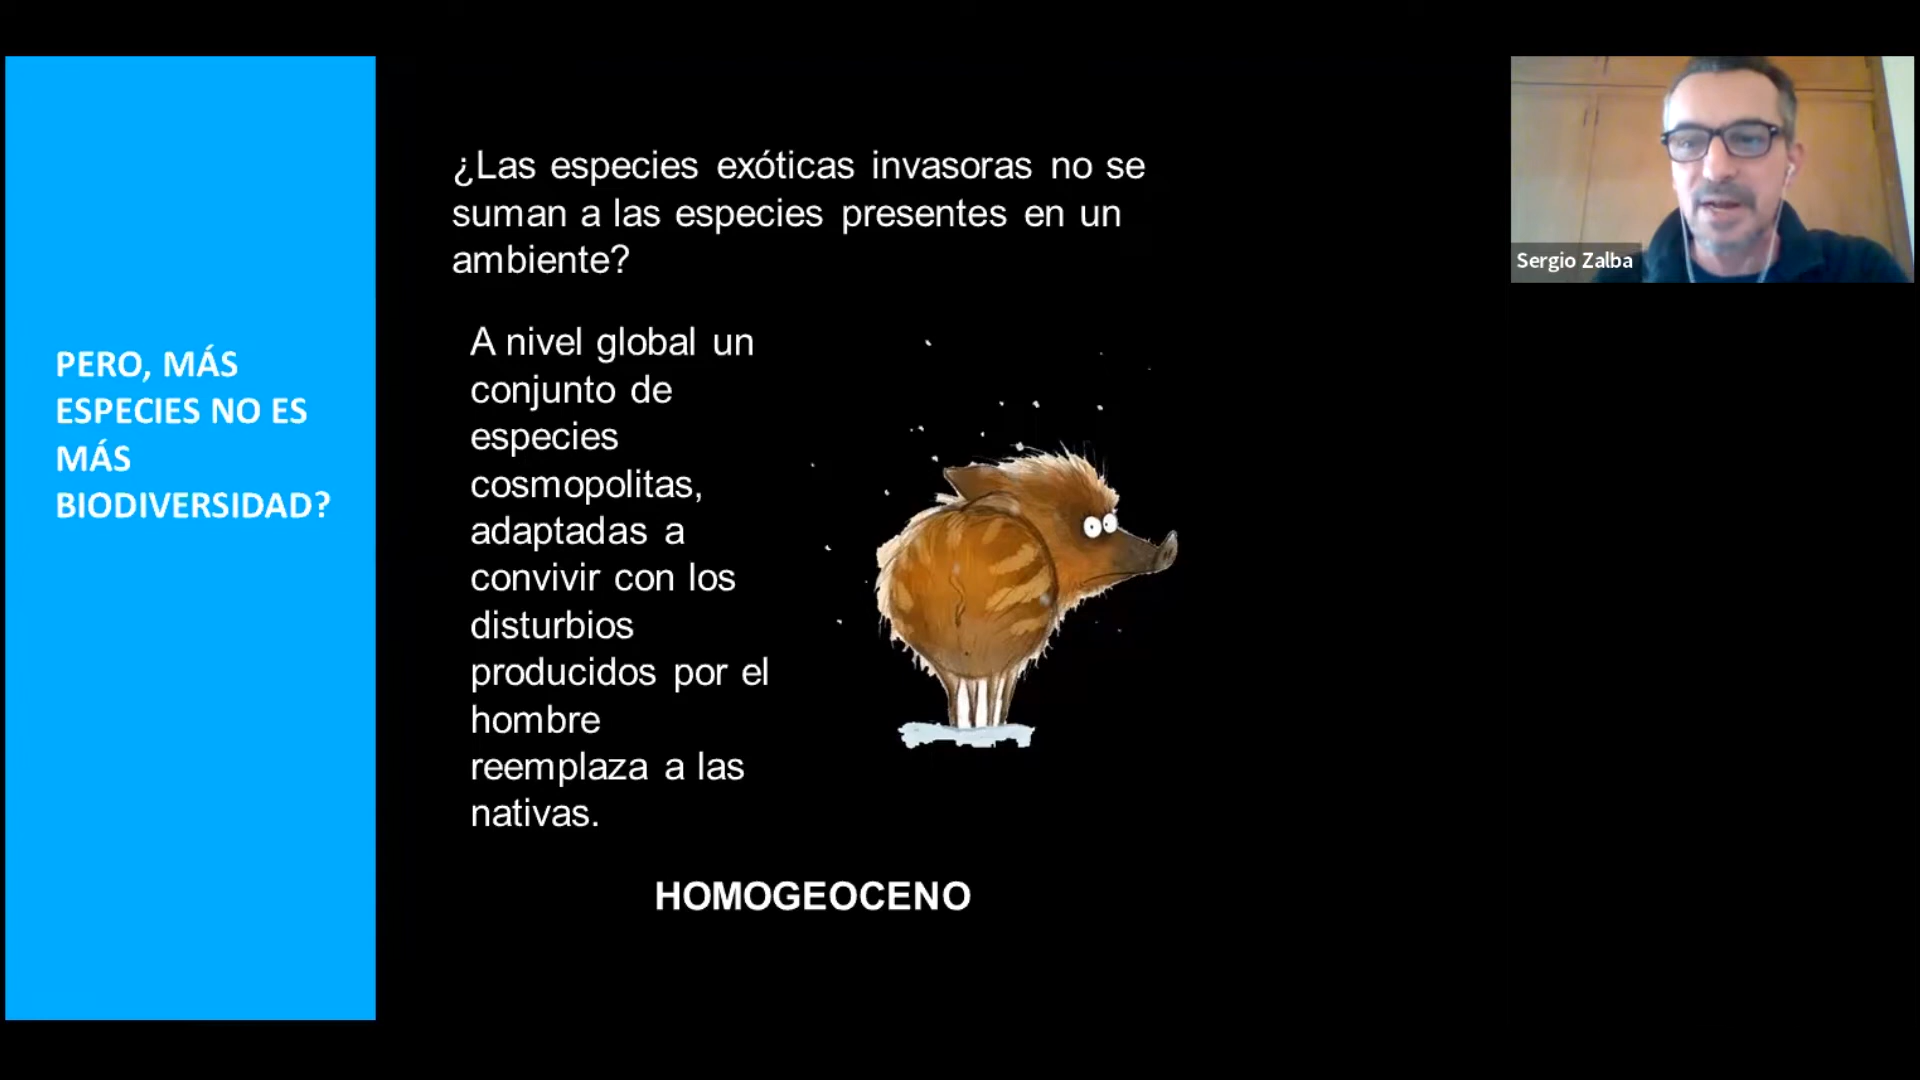 PERO, MÁS
ESPECIES NO ES
MÁS
BIODIVERSIDAD?
¿Las especies exóticas invasoras no se
suman a las especies presentes en un
ambiente?
A nivel global un
conjunto de
especies
cosmopolitas,
adaptadas a
convivir con los
disturbios
producidos por el
hombre
reemplaza a las
nativas.
HOMOGEOCENO
Sergio Zalba